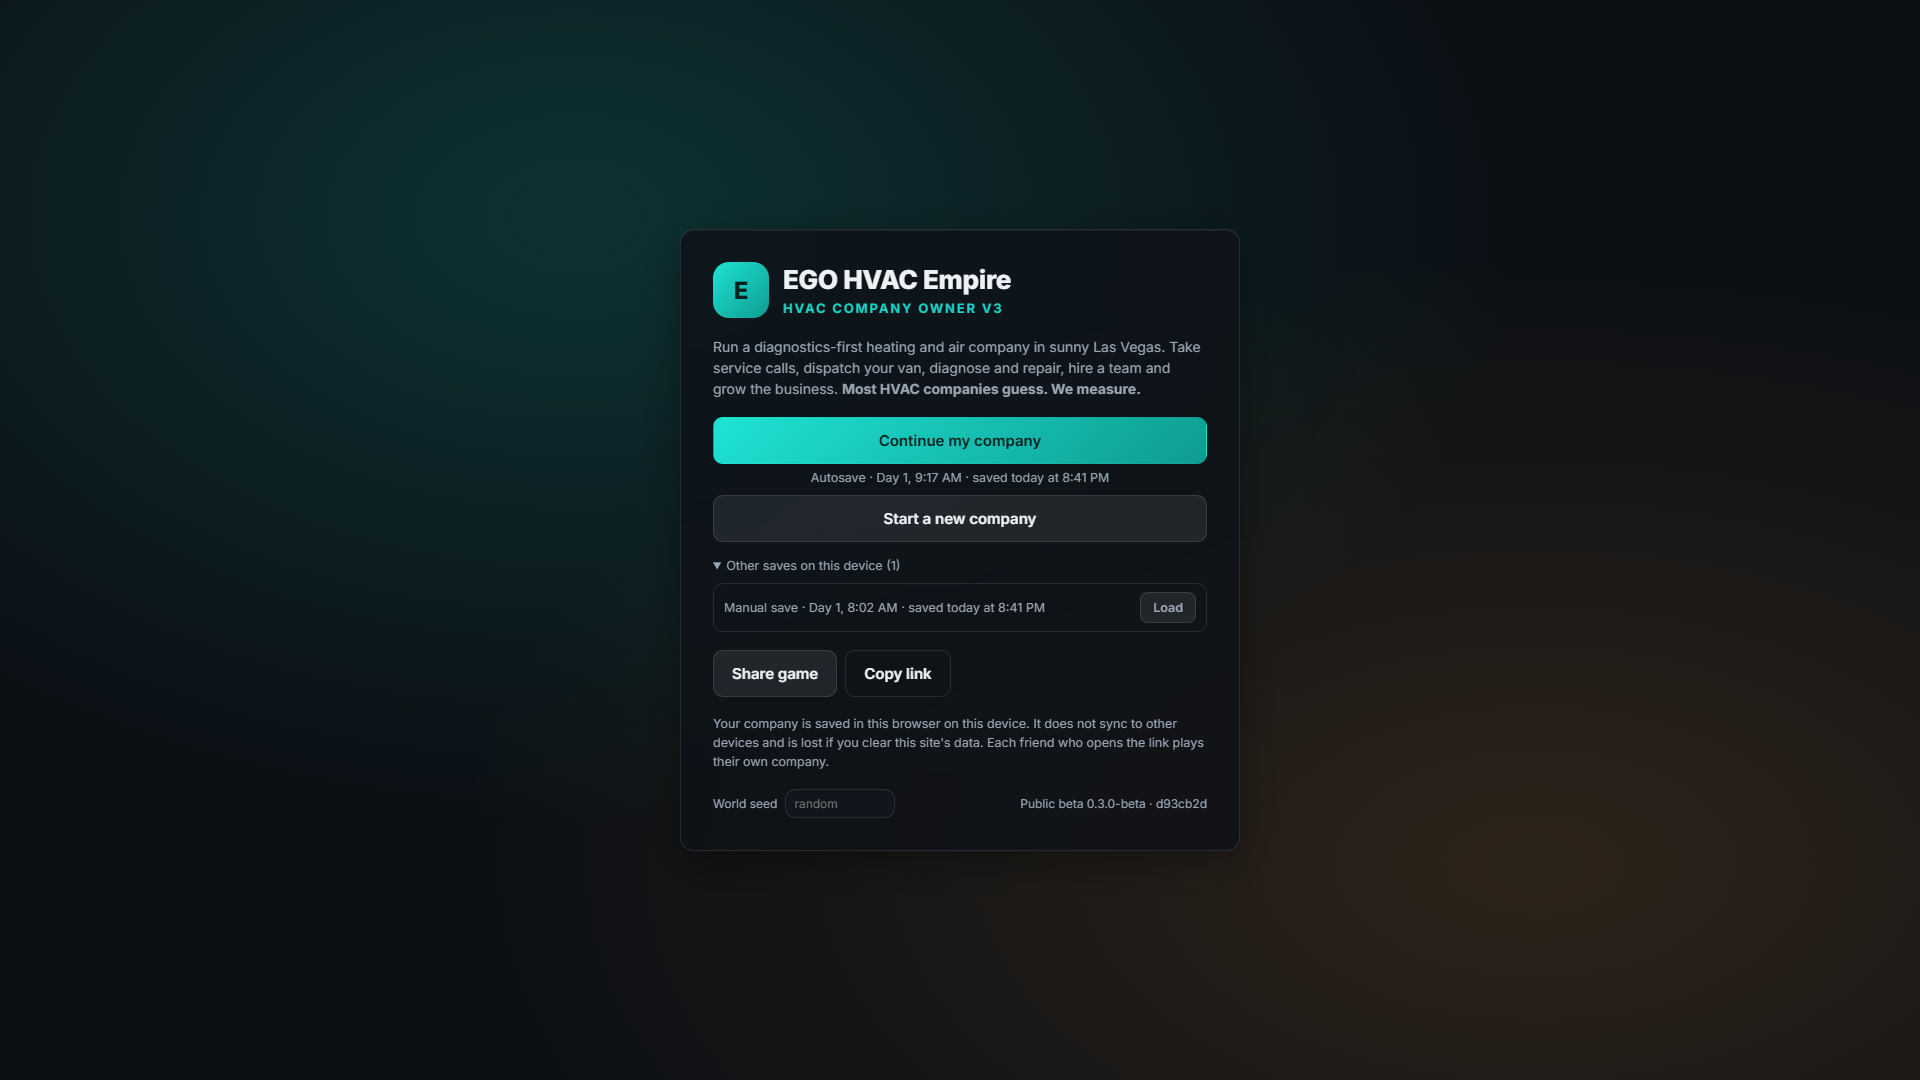 E
EGO HVAC Empire
HVAC COMPANY OWNER V3
Run a diagnostics-first heating and air company in sunny Las Vegas. Take
service calls, dispatch your van, diagnose and repair, hire a team and
grow the business. Most HVAC companies guess. We measure.
Continue my company
Autosave · Day 1, 9:17 AM · saved today at 8:41 PM
Start a new company
▼ Other saves on this device (1)
Manual save · Day 1, 8:02 AM · saved today at 8:41 PM
Load
Share game
Copy link
Your company is saved in this browser on this device. It does not sync to other
devices and is lost if you clear this site's data. Each friend who opens the link plays
their own company.
World seed
random
Public beta 0.3.0-beta · d93cb2d